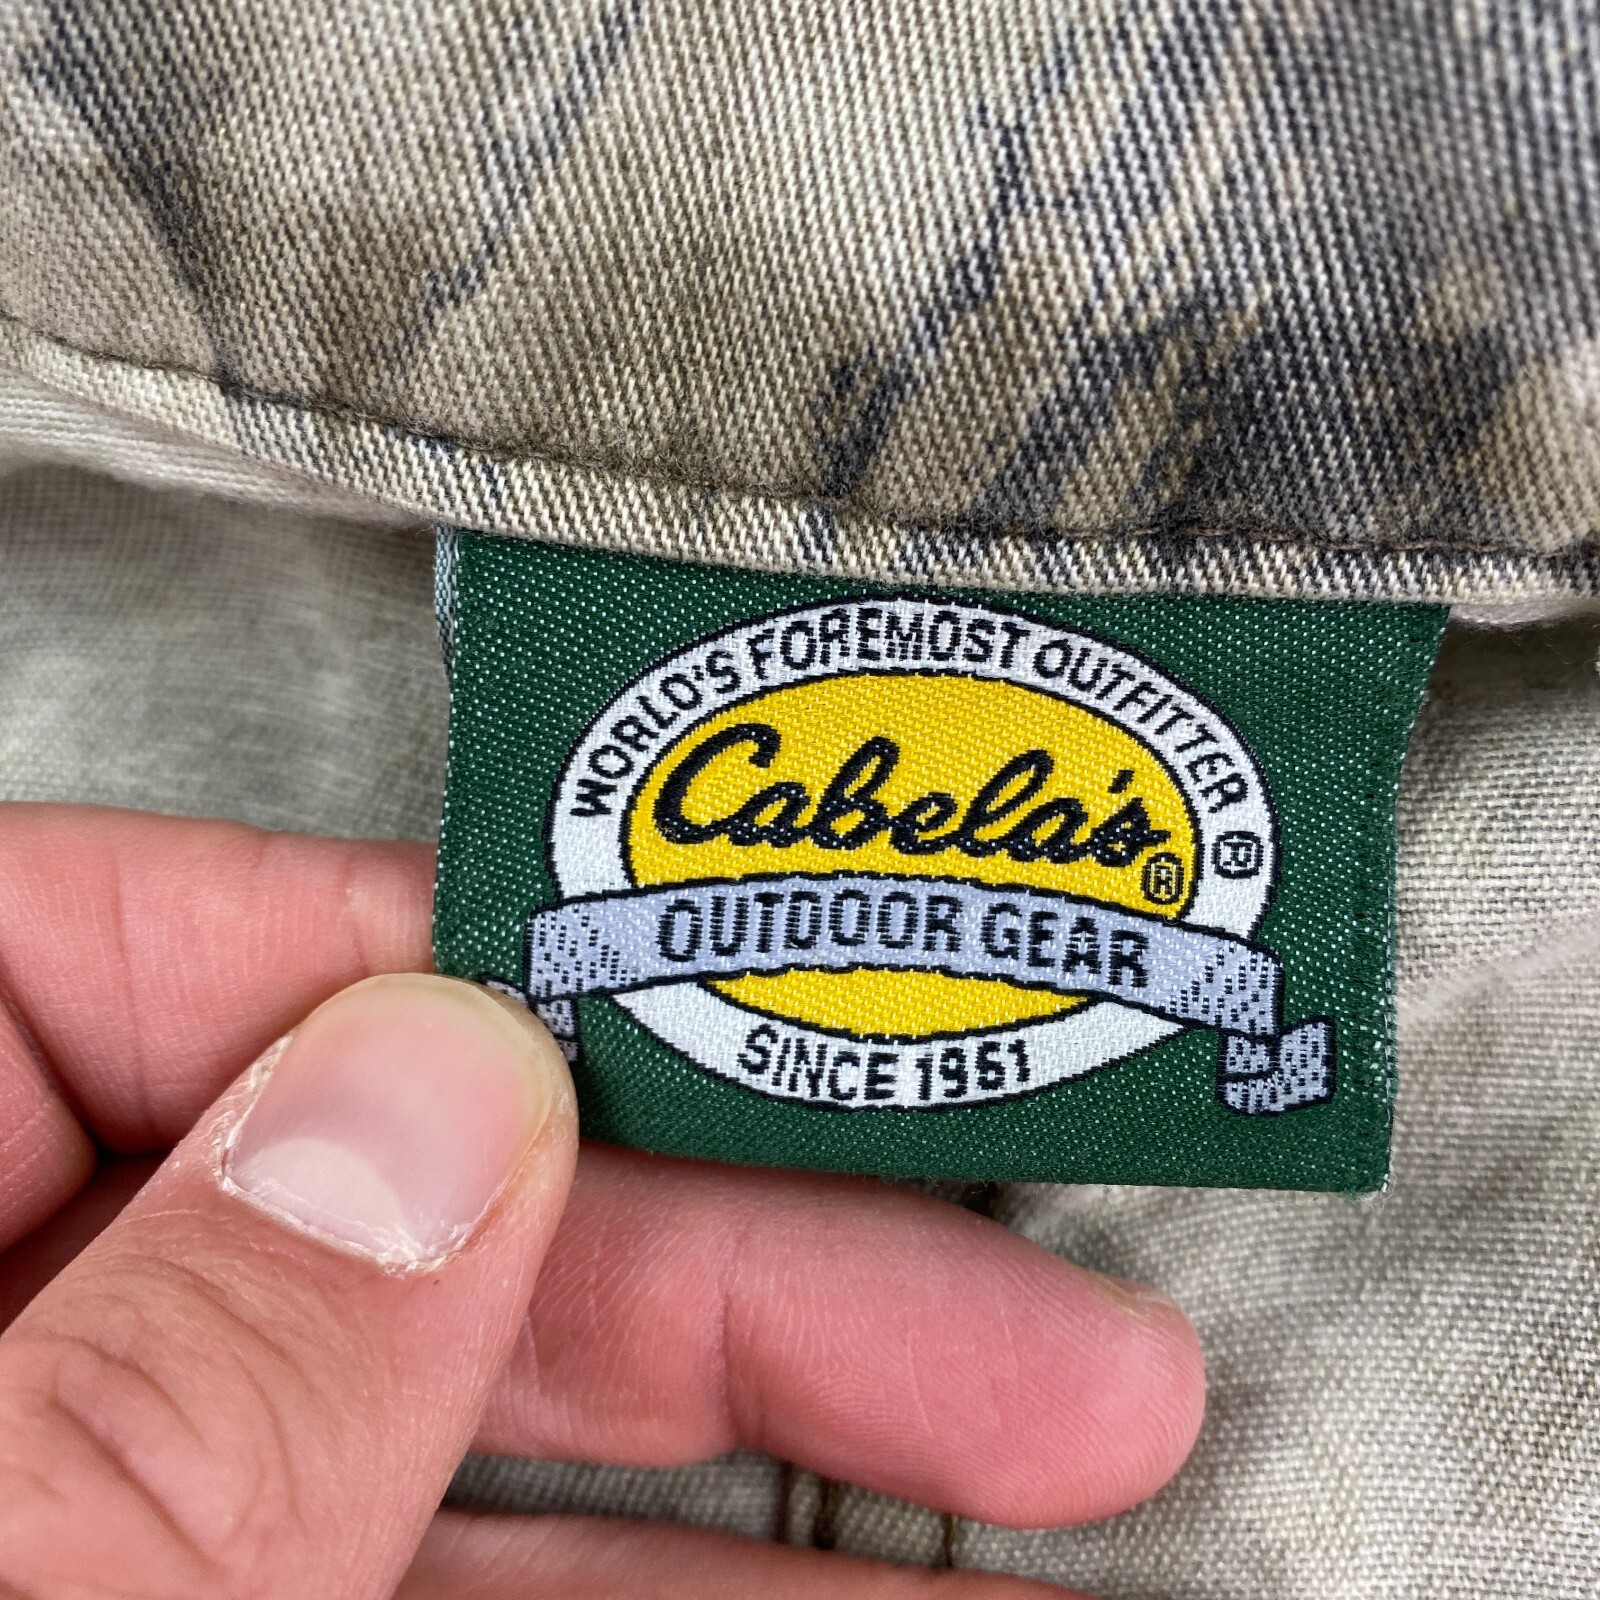 WORLD'S FOREMOST OUTFITTER ®
Cabela's ®
OUTDOOR GEAR
SINCE 1961